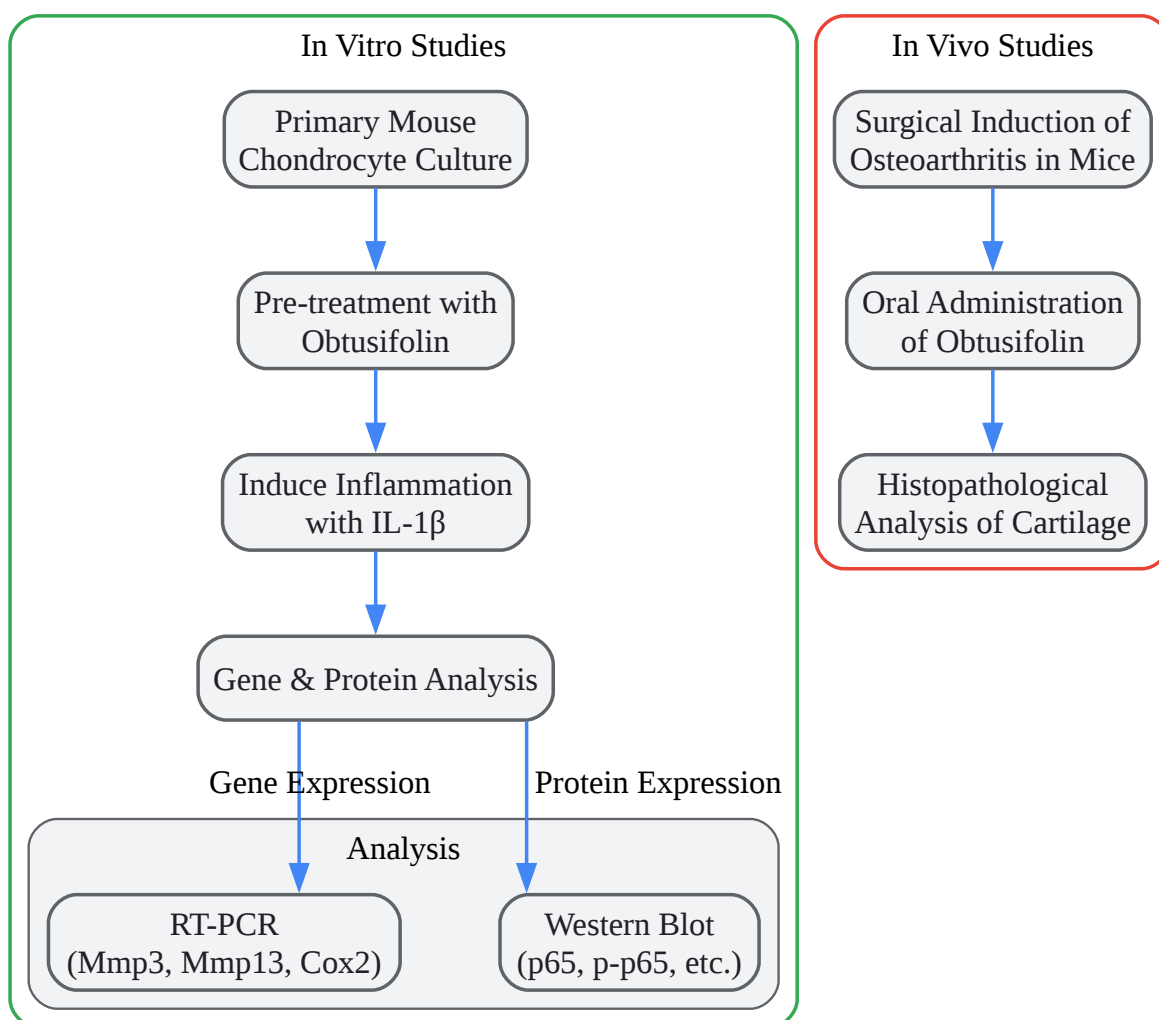 In Vitro Studies
Primary Mouse
Chondrocyte Culture
Pre-treatment with
Obtusifolin
Induce Inflammation
with IL-1β
Gene & Protein Analysis
Gene Expression
Protein Expression
Analysis
RT-PCR
(Mmp3, Mmp13, Cox2)
Western Blot
(p65, p-p65, etc.)
In Vivo Studies
Surgical Induction of
Osteoarthritis in Mice
Oral Administration
of Obtusifolin
Histopathological
Analysis of Cartilage